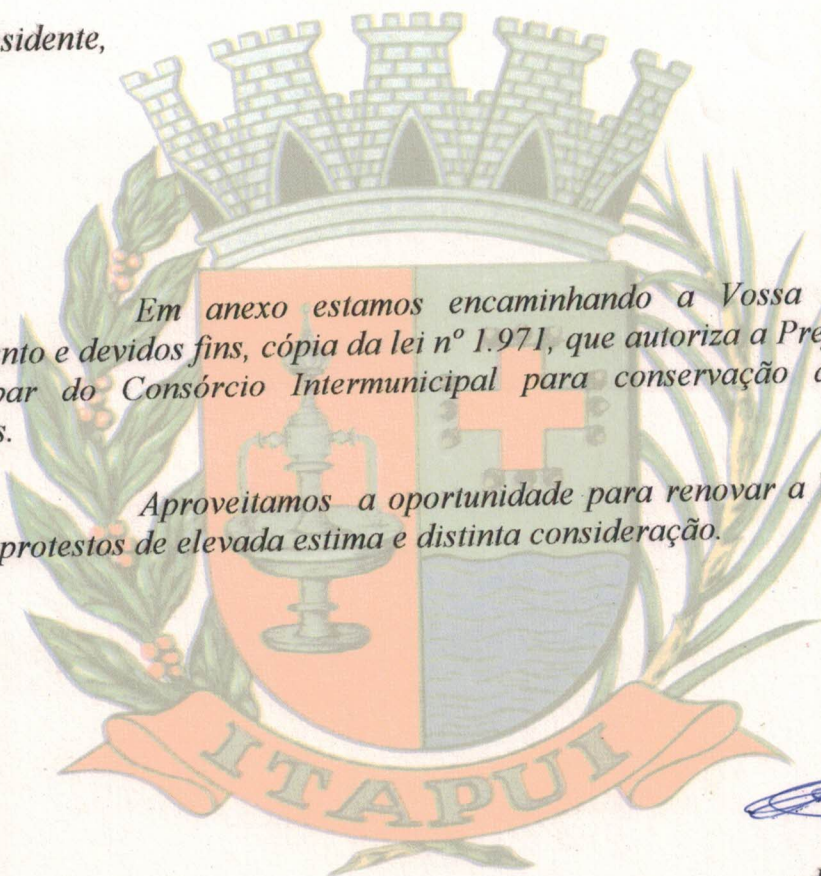 sidente,
Em anexo estamos encaminhando a Vossa
nto e devidos fins, cópia da lei nº 1.971, que autoriza a Pre
par do Consórcio Intermunicipal para conservação d
s.
Aproveitamos a oportunidade para renovar a
protestos de elevada estima e distinta consideração.
ITAPUI